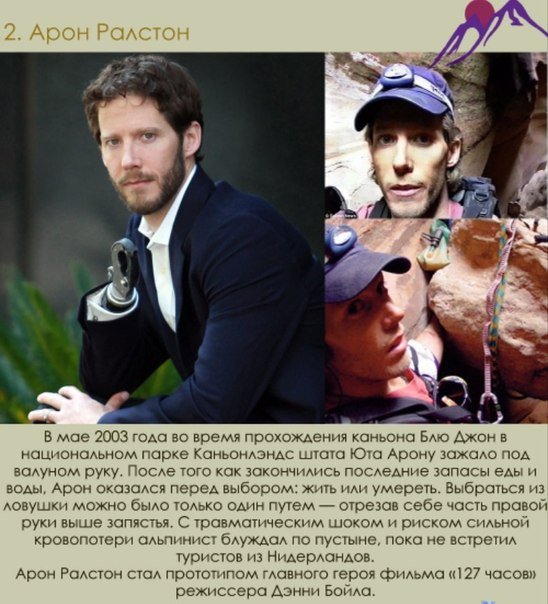 2. Арон Ралстон
В мае 2003 года во время прохождения каньона Блю Джон в
национальном парке Каньонлэндс штата Юта Арону зажало под
валуном руку. После того как закончились последние запасы еды и
воды, Арон оказался перед выбором: жить или умереть. Выбраться из
ловушки можно было только один путем — отрезав себе часть правой
руки выше запястья. С травматическим шоком и риском сильной
кровопотери альпинист блуждал по пустыне, пока не встретил
туристов из Нидерландов.
Арон Ралстон стал прототипом главного героя фильма «127 часов»
режиссера Дэнни Бойла.